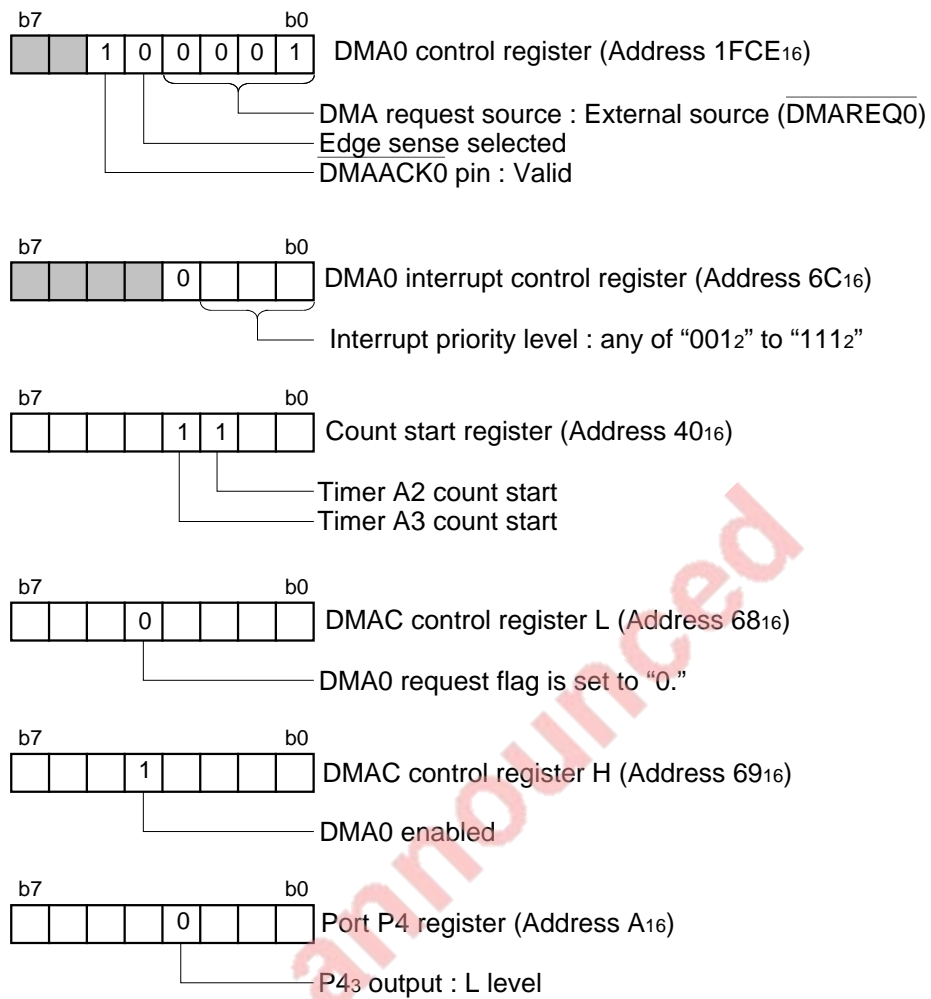 b7 b0
1 0 0 0 0 1 DMA0 control register (Address 1FCE16)
DMA request source : External source (DMAREQ0)
Edge sense selected
DMAACK0 pin : Valid
b7 b0
0 DMA0 interrupt control register (Address 6C16)
Interrupt priority level : any of “0012” to “1112”
b7 b0
1 1 Count start register (Address 4016)
Timer A2 count start
Timer A3 count start
b7 b0
0 DMAC control register L (Address 6816)
DMA0 request flag is set to “0.”
b7 b0
1 DMAC control register H (Address 6916)
DMA0 enabled
b7 b0
0 Port P4 register (Address A16)
P43 output : L level
announced